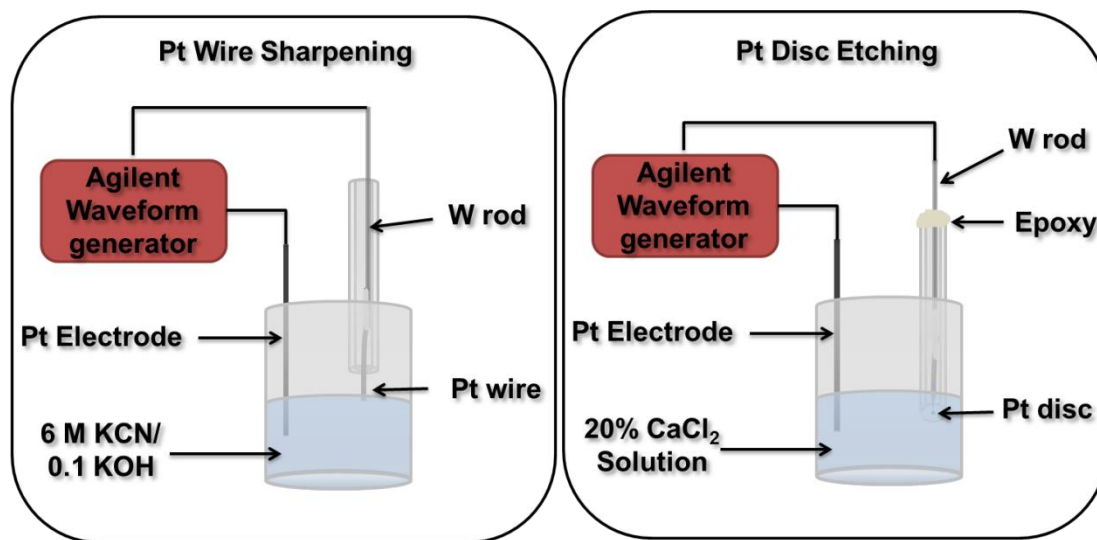 Pt Wire Sharpening
Agilent
Waveform
generator
W rod
Pt Electrode
Pt wire
6 M KCN/
0.1 KOH
Pt Disc Etching
W rod
Agilent
Waveform
generator
Epoxy
Pt Electrode
Pt disc
20% CaCl₂
Solution